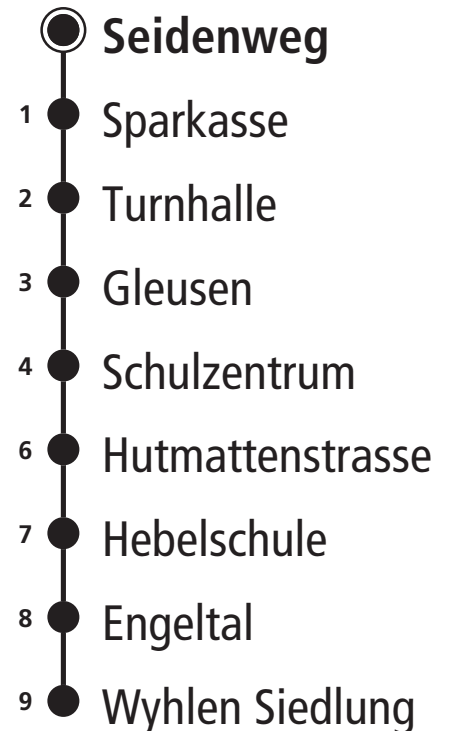 Seidenweg
1 Sparkasse
2 Turnhalle
3 Gleusen
4 Schulzentrum
6 Hutmattenstrasse
7 Hebelschule
8 Engeltal
9 Wyhlen Siedlung